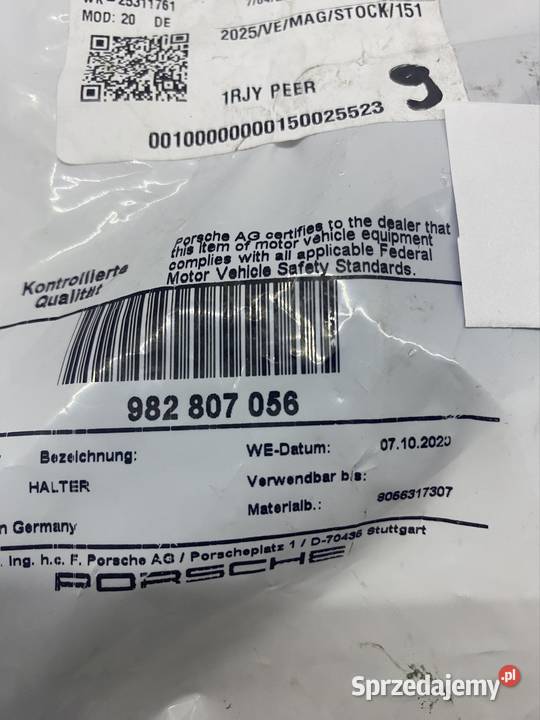 MOD: 20 DE
2025/VE/MAG/STOCK/151
1RJY PEER
00100000000150025523
9
Porsche AG certifies to the dealer that
this item of motor vehicle equipment
complies with all applicable Federal
Motor Vehicle Safety Standards.
Kontrollierte
Qualität
982 807 056
Bezeichnung:
HALTER
WE-Datum: 07.10.2020
Verwendbar bis:
Materialb.: 9066317307
n Germany
. Ing. h.c. F. Porsche AG / Porscheplatz 1 / D-70435 Stuttgart
PORSCHE
Sprzedajemy.pl